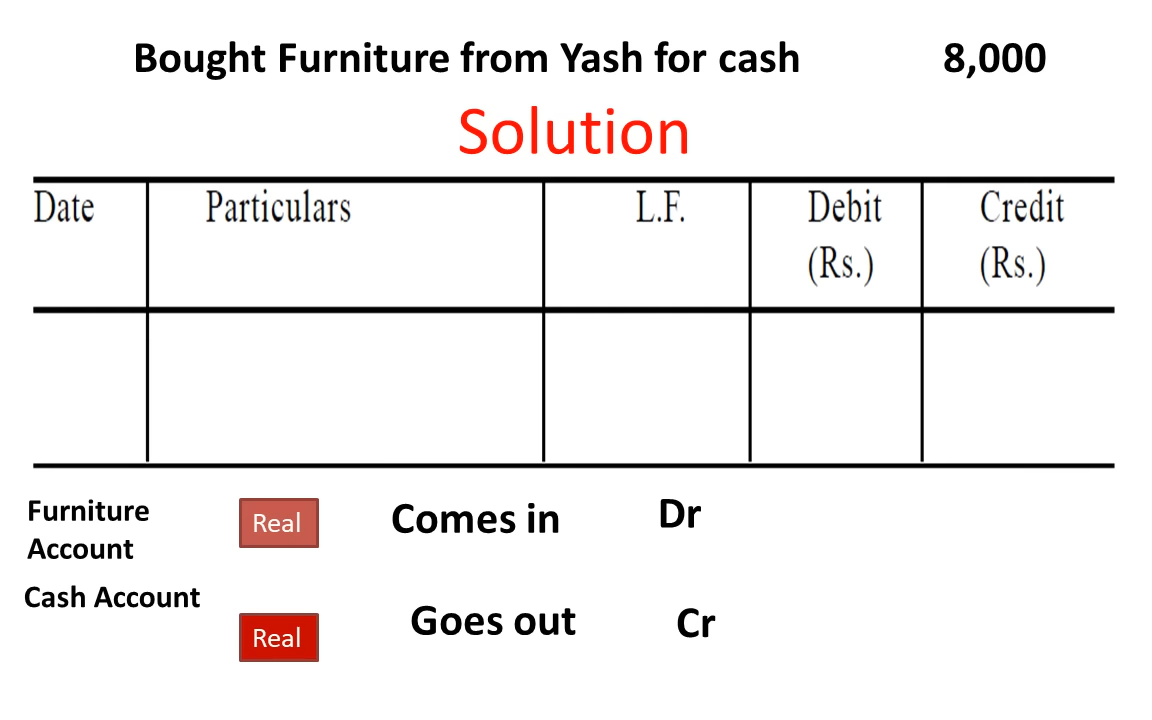 Bought Furniture from Yash for cash 8,000
Solution
Date Particulars L.F. Debit Credit
(Rs.) (Rs.)
Furniture Real Comes in Dr
Account
Cash Account
Real Goes out Cr